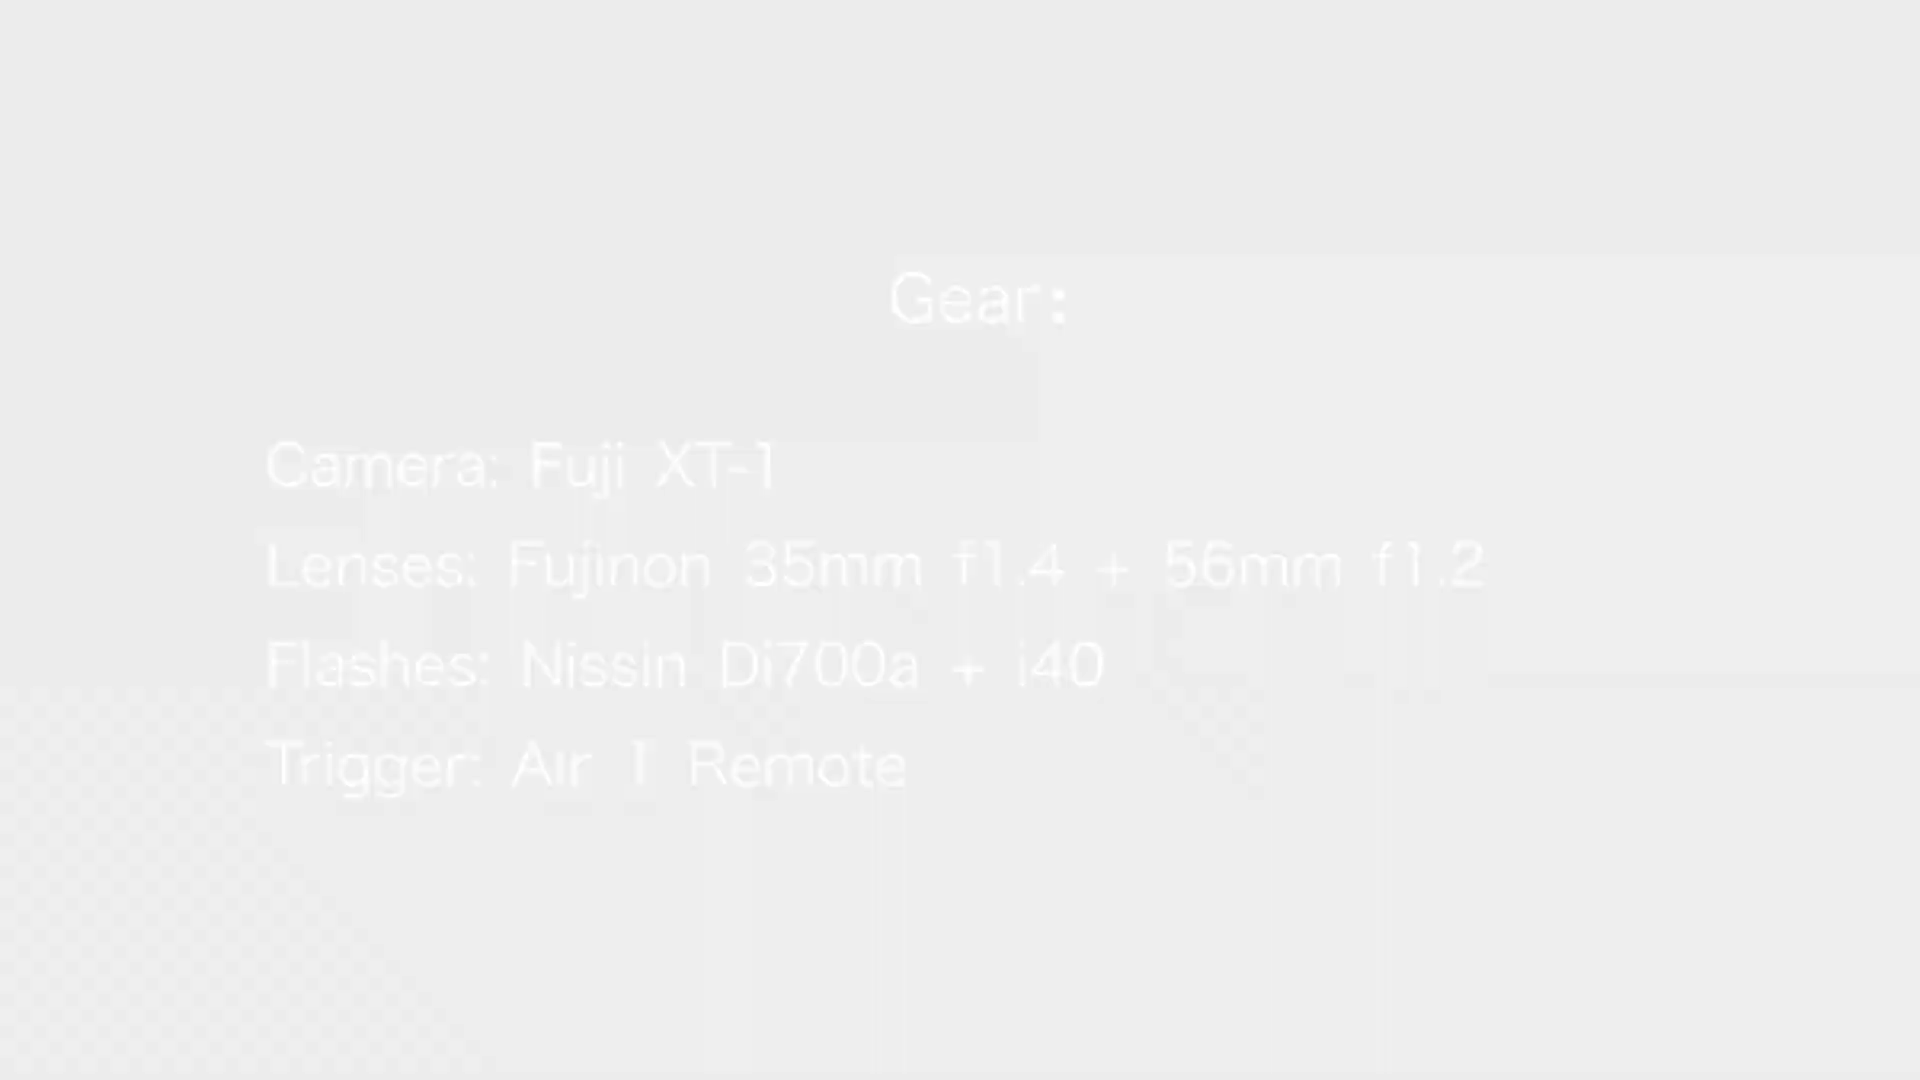 Gear:
Camera: Fuji XT-1
Lenses: Fujinon 35mm f1.4 + 56mm f1.2
Flashes: Nissin Di700a + i40
Trigger: Air 1 Remote